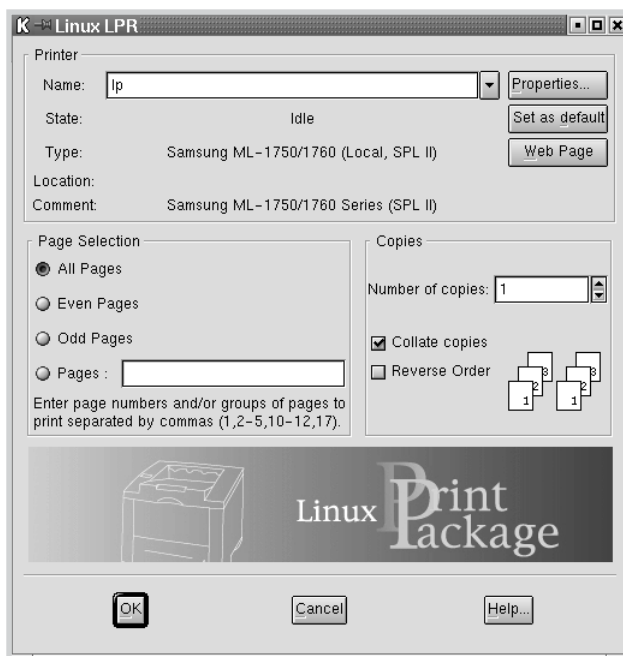 Linux LPR
Printer
Name: lp Properties...
State: Idle Set as default
Type: Samsung ML-1750/1760 (Local, SPL II) Web Page
Location:
Comment: Samsung ML-1750/1760 Series (SPL II)
Page Selection
All Pages
Even Pages
Odd Pages
Pages :
Enter page numbers and/or groups of pages to
print separated by commas (1,2-5,10-12,17).
Copies
Number of copies: 1
Collate copies
Reverse Order
3 3
2 2
1 1
Linux Print
Package
OK Cancel Help...